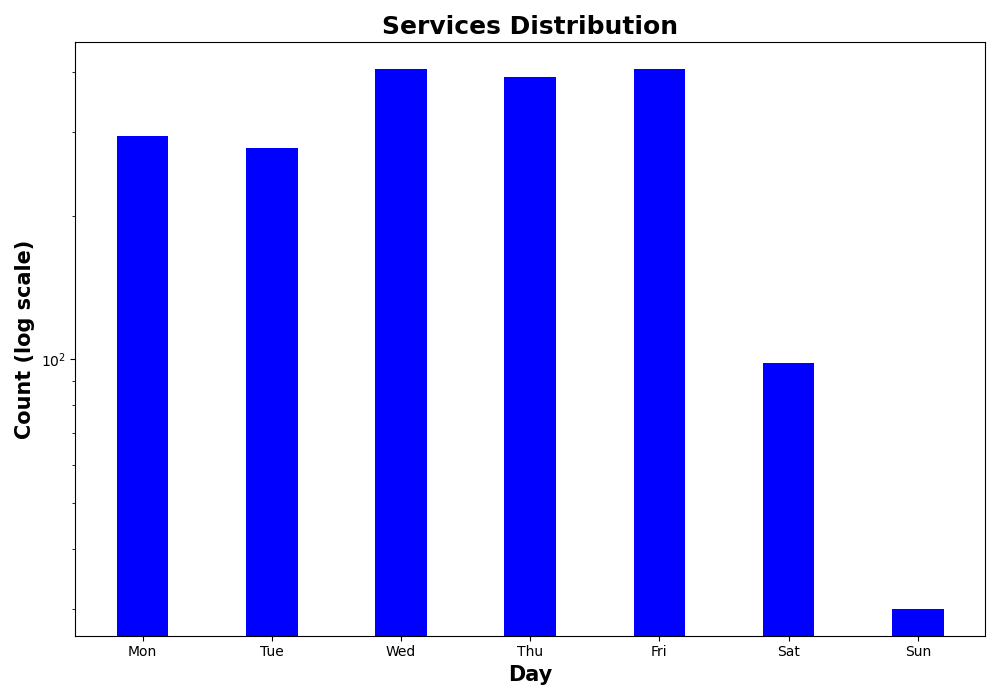 Services Distribution
Count (log scale)
10²
Mon Tue Wed Thu Fri Sat Sun
Day